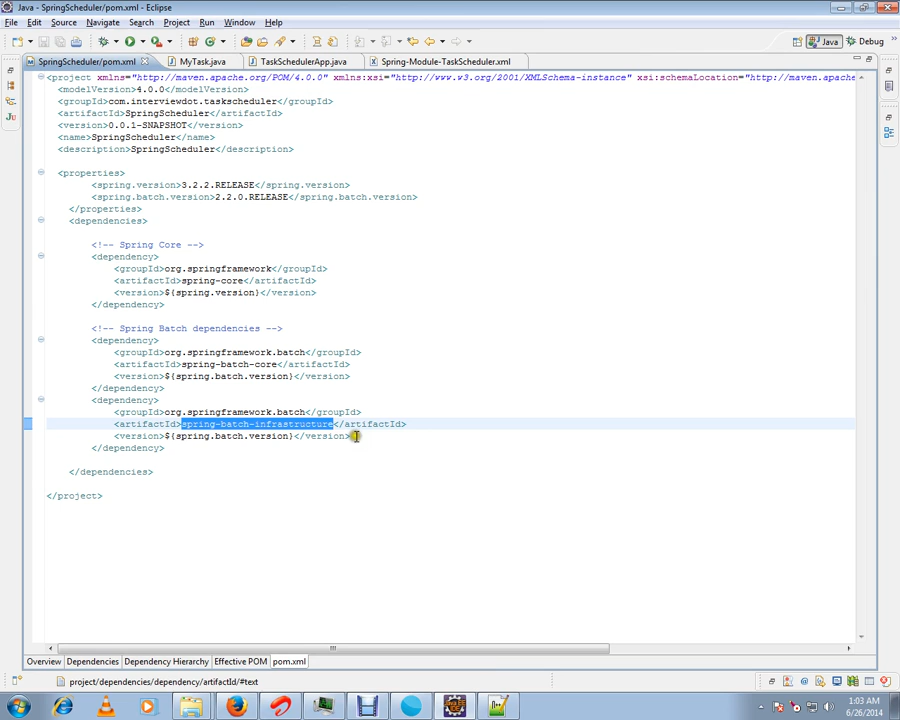 Java - SpringScheduler/pom.xml - Eclipse
File Edit Source Navigate Search Project Run Window Help
Java Debug
SpringScheduler/pom.xml MyTask.java TaskSchedulerApp.java Spring-Module-TaskScheduler.xml
<project xmlns="http://maven.apache.org/POM/4.0.0" xmlns:xsi="http://www.w3.org/2001/XMLSchema-instance" xsi:schemaLocation="http://maven.apache
<modelVersion>4.0.0</modelVersion>
<groupId>com.interviewdot.taskscheduler</groupId>
<artifactId>SpringScheduler</artifactId>
<version>0.0.1-SNAPSHOT</version>
<name>SpringScheduler</name>
<description>SpringScheduler</description>
<properties>
<spring.version>3.2.2.RELEASE</spring.version>
<spring.batch.version>2.2.0.RELEASE</spring.batch.version>
</properties>
<dependencies>
<!-- Spring Core -->
<dependency>
<groupId>org.springframework</groupId>
<artifactId>spring-core</artifactId>
<version>${spring.version}</version>
</dependency>
<!-- Spring Batch dependencies -->
<dependency>
<groupId>org.springframework.batch</groupId>
<artifactId>spring-batch-core</artifactId>
<version>${spring.batch.version}</version>
</dependency>
<dependency>
<groupId>org.springframework.batch</groupId>
<artifactId>spring-batch-infrastructure</artifactId>
<version>${spring.batch.version}</version>
</dependency>
</dependencies>
</project>
Overview Dependencies Dependency Hierarchy Effective POM pom.xml
project/dependencies/dependency/artifactId/#text
1:03 AM
6/26/2014